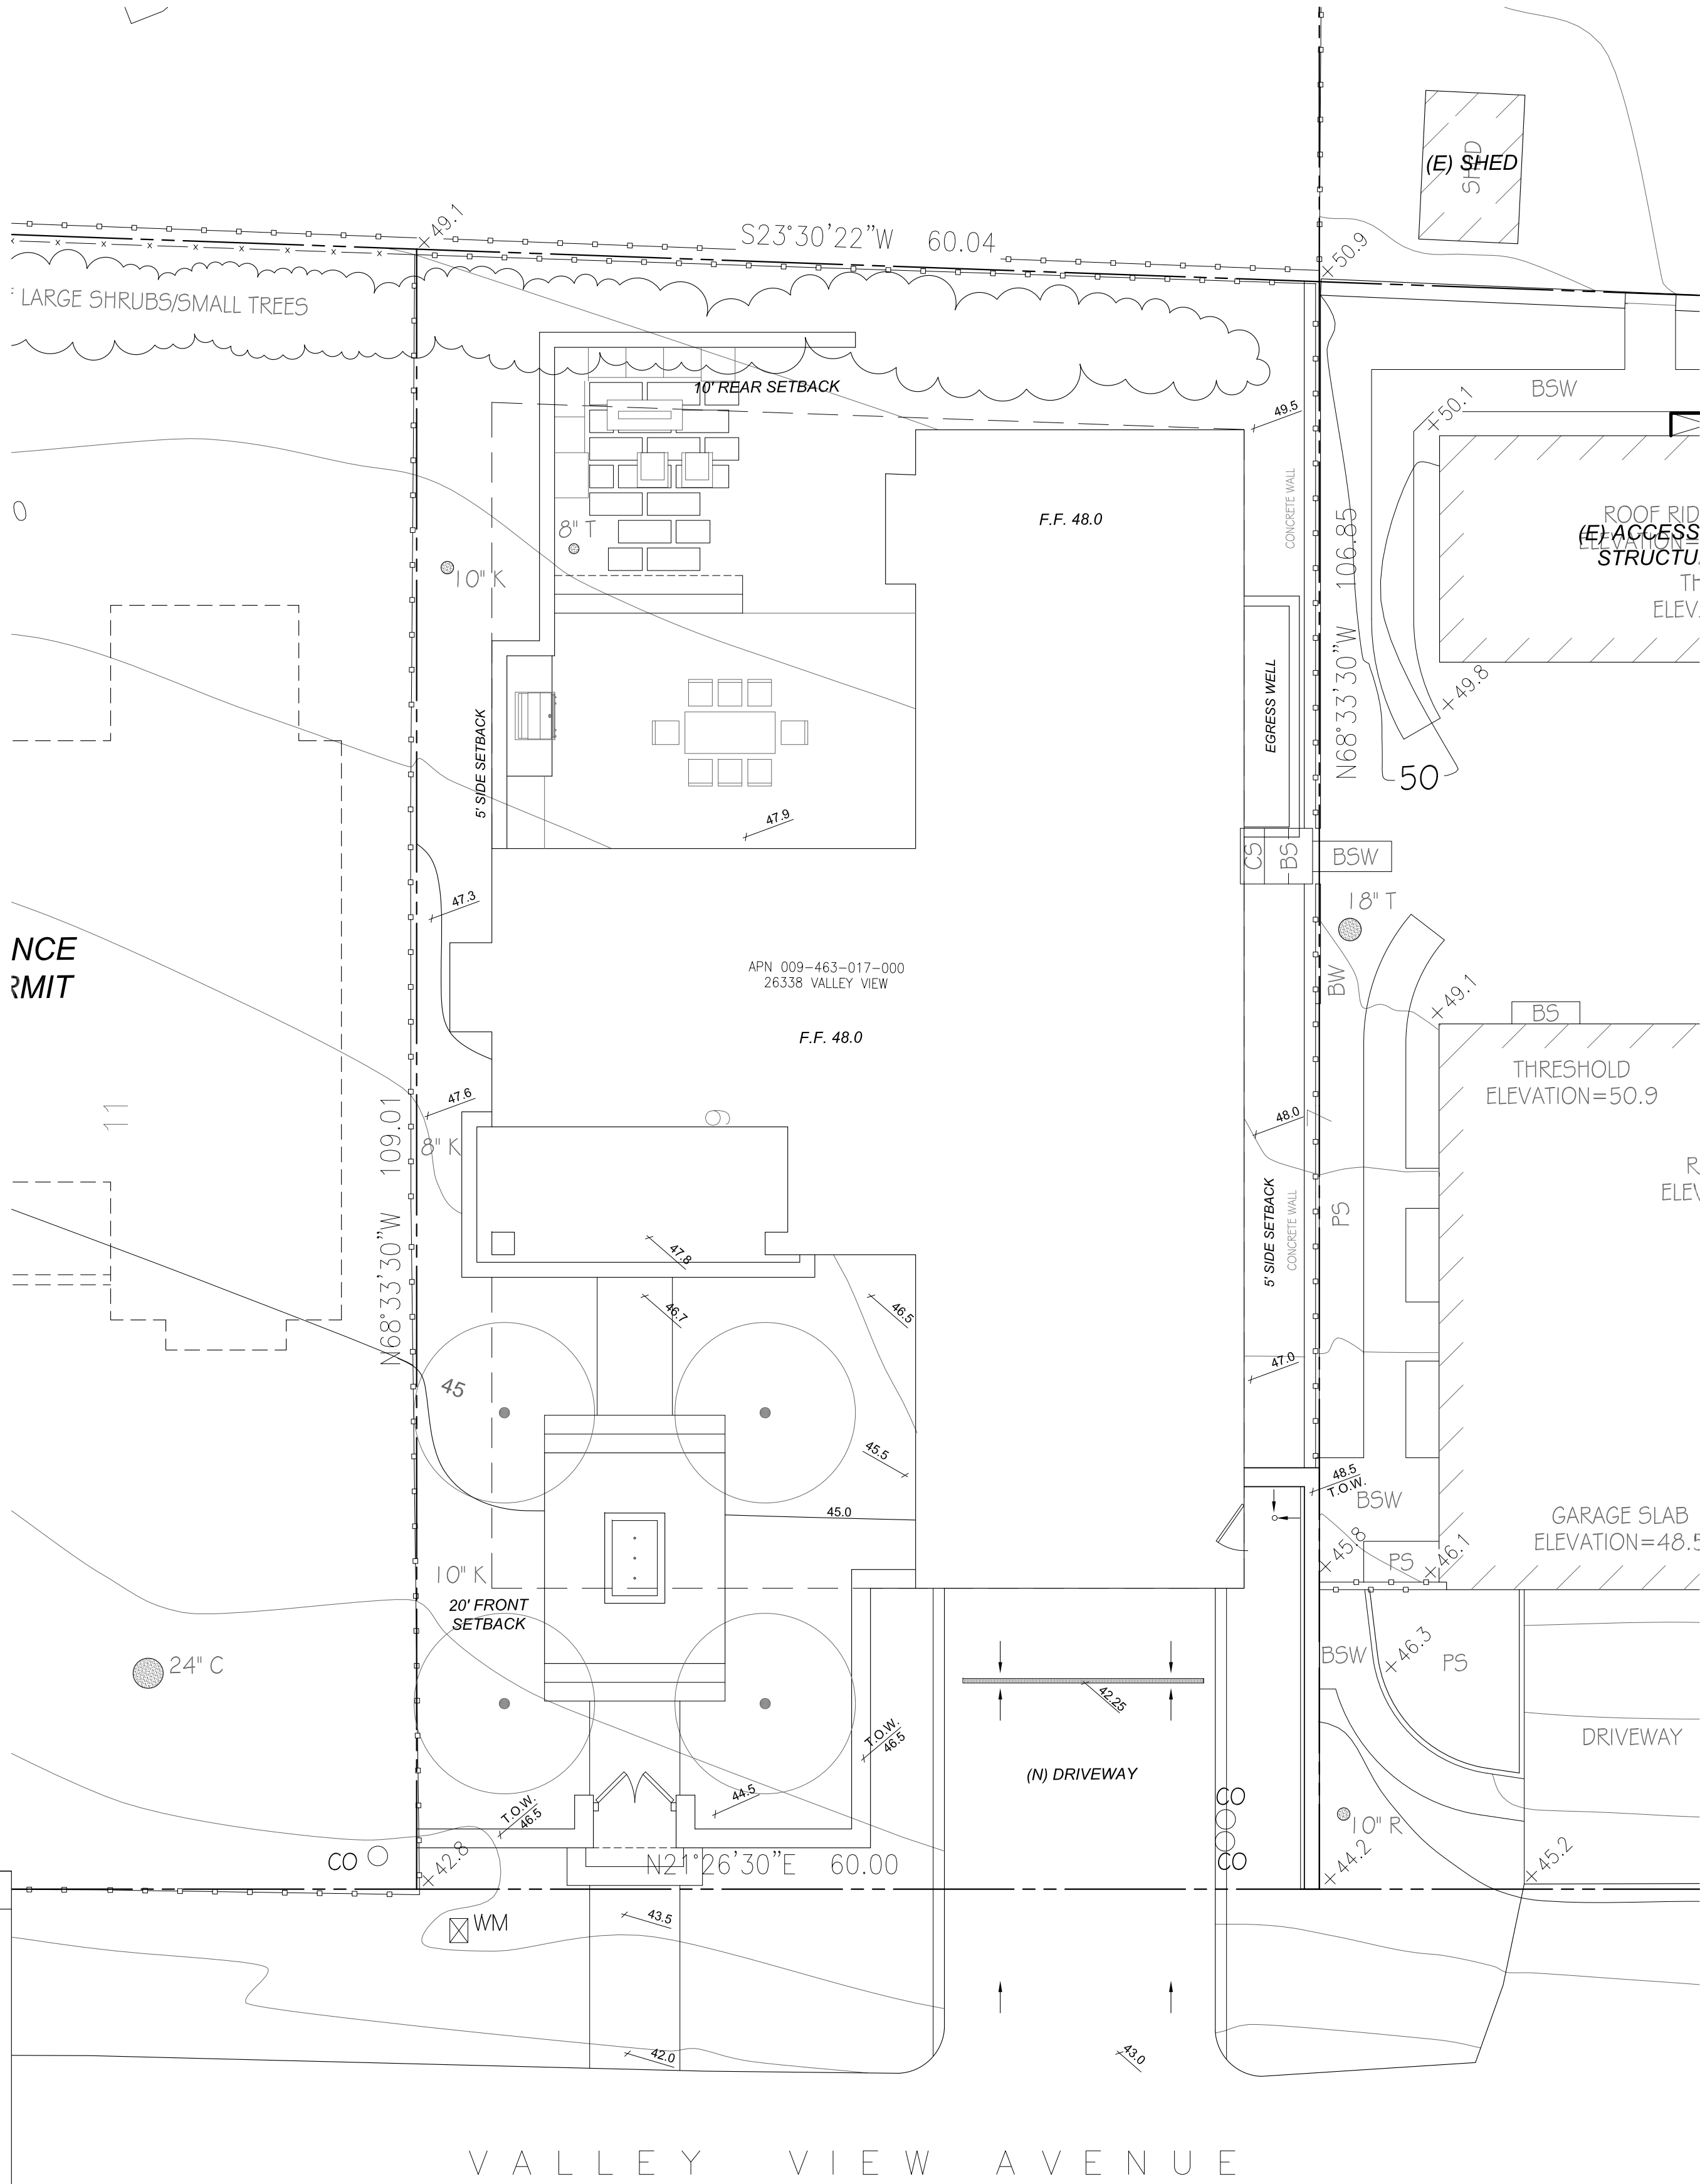 (E) SHED
SHED
49.1
S23°30'22"W 60.04
50.9
LARGE SHRUBS/SMALL TREES
10' REAR SETBACK
BSW
49.5
50.1
8" T
10" K
F.F. 48.0
CONCRETE WALL
N68°33'30"W 106.85
ROOF
(E)
EGRESS WELL
5' SIDE SETBACK
49.8
50
47.9
CS
BS
BSW
18" T
47.3
BW
APN 009-463-017-000
26338 VALLEY VIEW
49.1
BS
F.F. 48.0
THRESHOLD
ELEVATION=50.9
11
47.6
9
48.0
7
8" K
N68°33'30"W 109.01
5' SIDE SETBACK
CONCRETE WALL
PS
47.8
46.7
46.5
47.0
45
45.5
48.5
T.O.W.
BSW
45.0
GARAGE SLAB
ELEVATION=48.5
45.8
PS
46.1
10" K
20' FRONT
SETBACK
24" C
BSW
46.3
PS
42.25
T.O.W.
46.5
DRIVEWAY
(N) DRIVEWAY
44.5
T.O.W.
46.5
CO
10" R
CO
42.8
N21°26'30"E 60.00
CO
44.2
45.2
WM
43.5
42.0
43.0
VALLEY VIEW AVENUE